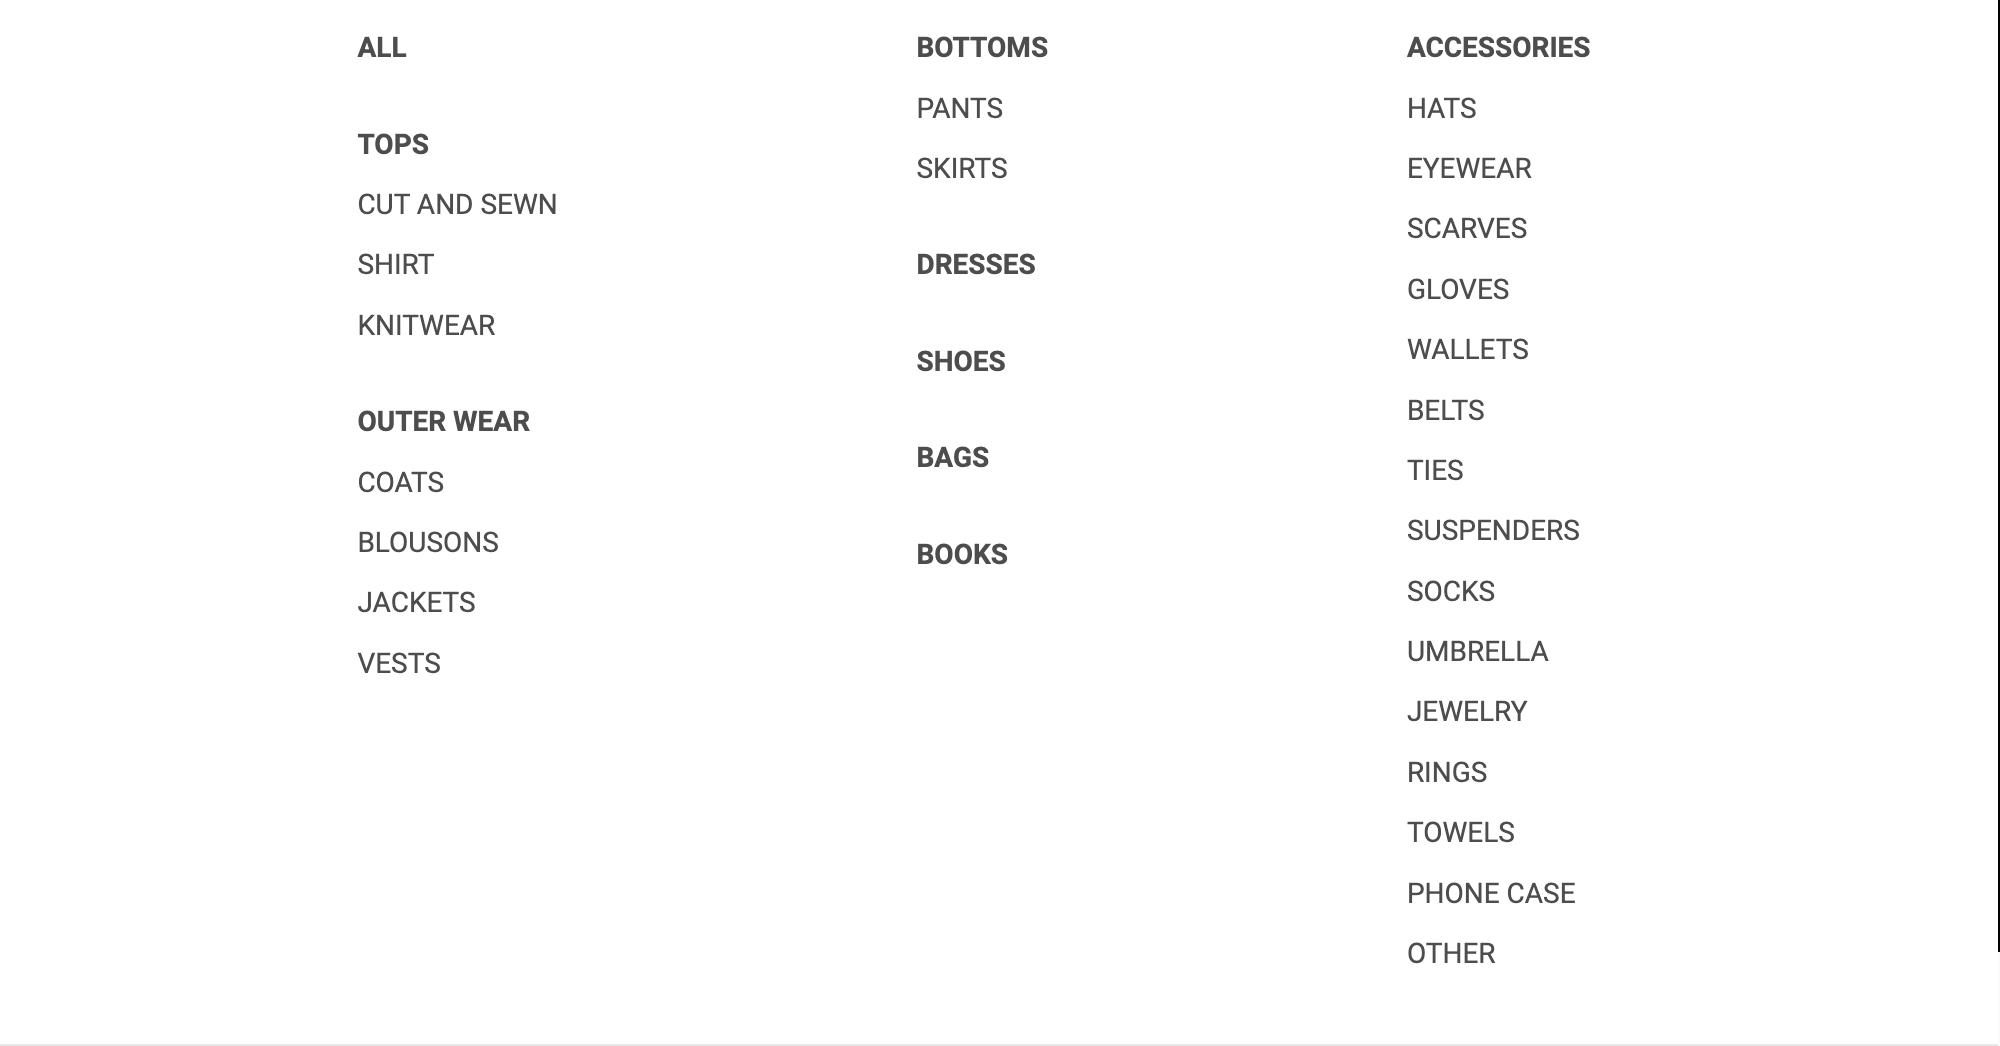 ALL
TOPS
CUT AND SEWN
SHIRT
KNITWEAR
OUTER WEAR
COATS
BLOUSONS
JACKETS
VESTS
BOTTOMS
PANTS
SKIRTS
DRESSES
SHOES
BAGS
BOOKS
ACCESSORIES
HATS
EYEWEAR
SCARVES
GLOVES
WALLETS
BELTS
TIES
SUSPENDERS
SOCKS
UMBRELLA
JEWELRY
RINGS
TOWELS
PHONE CASE
OTHER